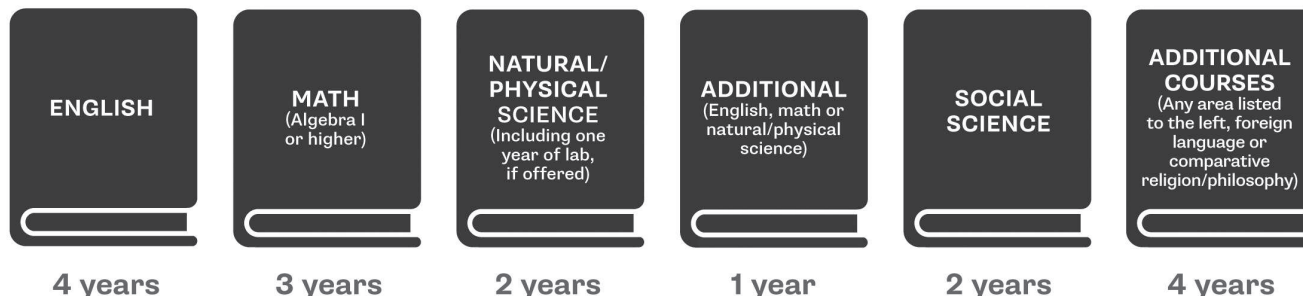 ENGLISH
4 years
MATH
(Algebra I
or higher)
3 years
NATURAL/
PHYSICAL
SCIENCE
(Including one
year of lab,
if offered)
2 years
ADDITIONAL
(English, math or
natural/physical
science)
1 year
SOCIAL
SCIENCE
2 years
ADDITIONAL
COURSES
(Any area listed
to the left, foreign
language or
comparative
religion/philosophy)
4 years